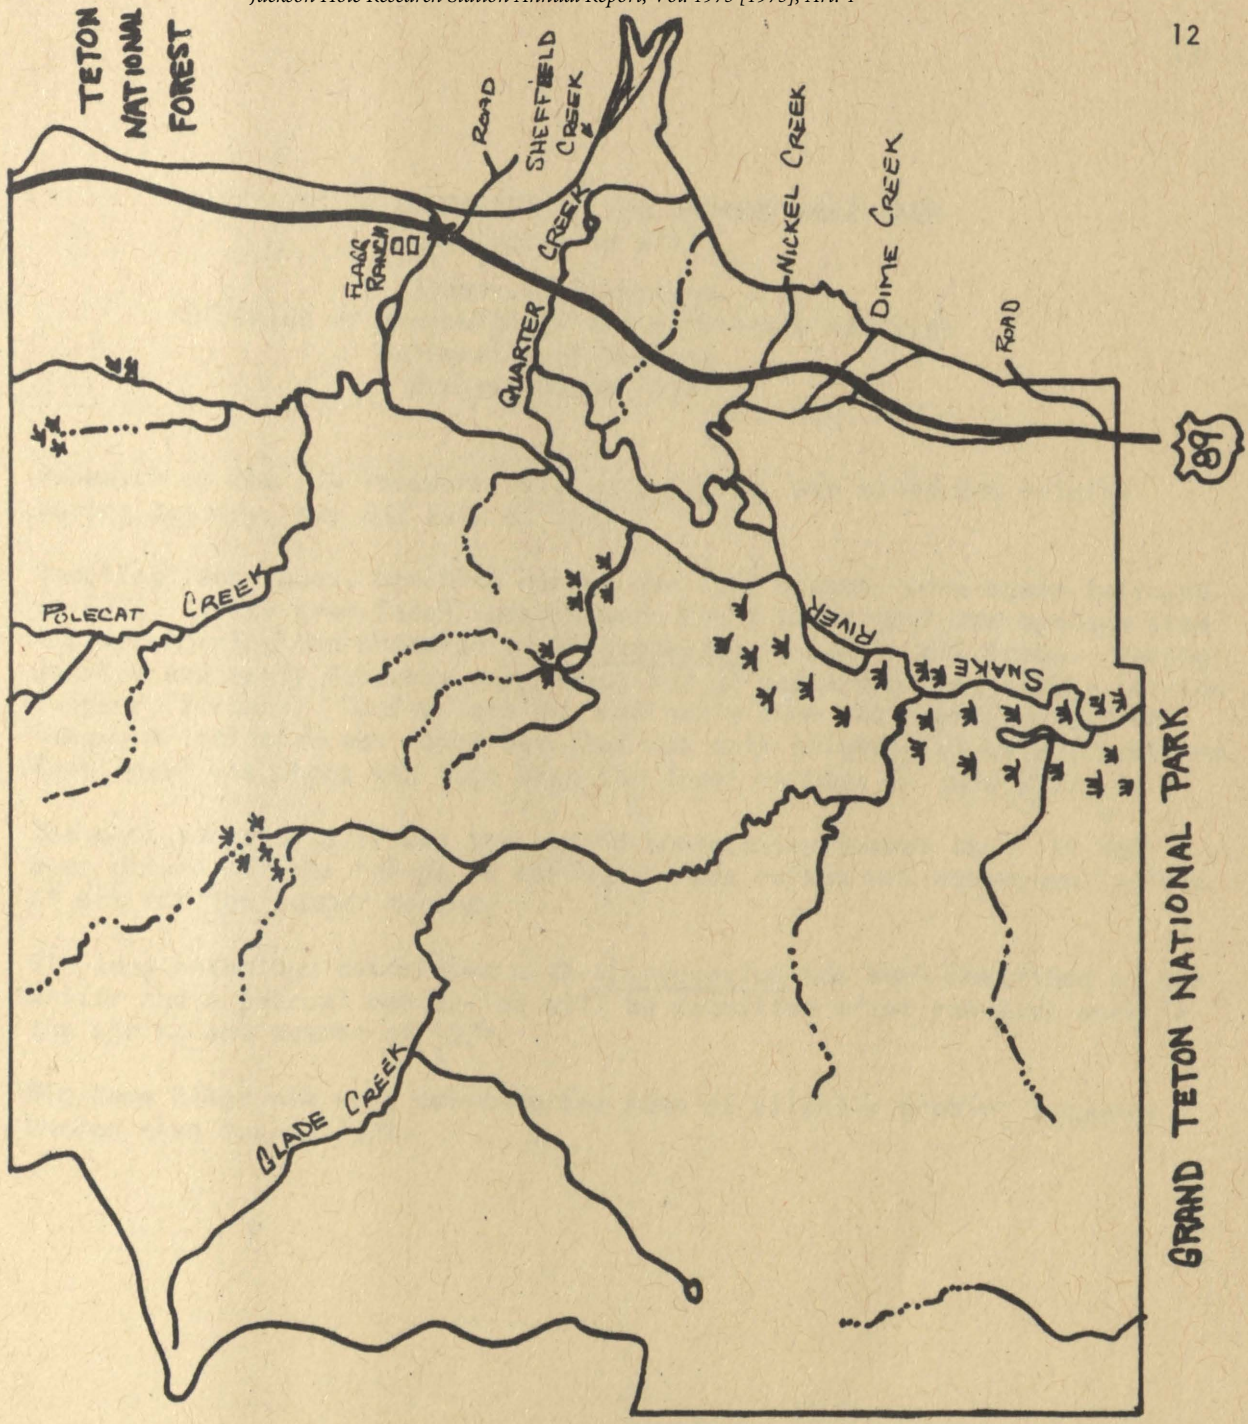 Jackson Hole Research Station Annual Report, Vol. 1975 [1975], Art. 1
12
TETON
NATIONAL
FOREST
ROAD
SHEFFIELD
CREEK
NICKEL CREEK
DIME CREEK
FLAGG
RANCH
QUARTER CREEK
ROAD
89
POLECAT CREEK
SNAKE RIVER
GLADE CREEK
GRAND TETON NATIONAL PARK